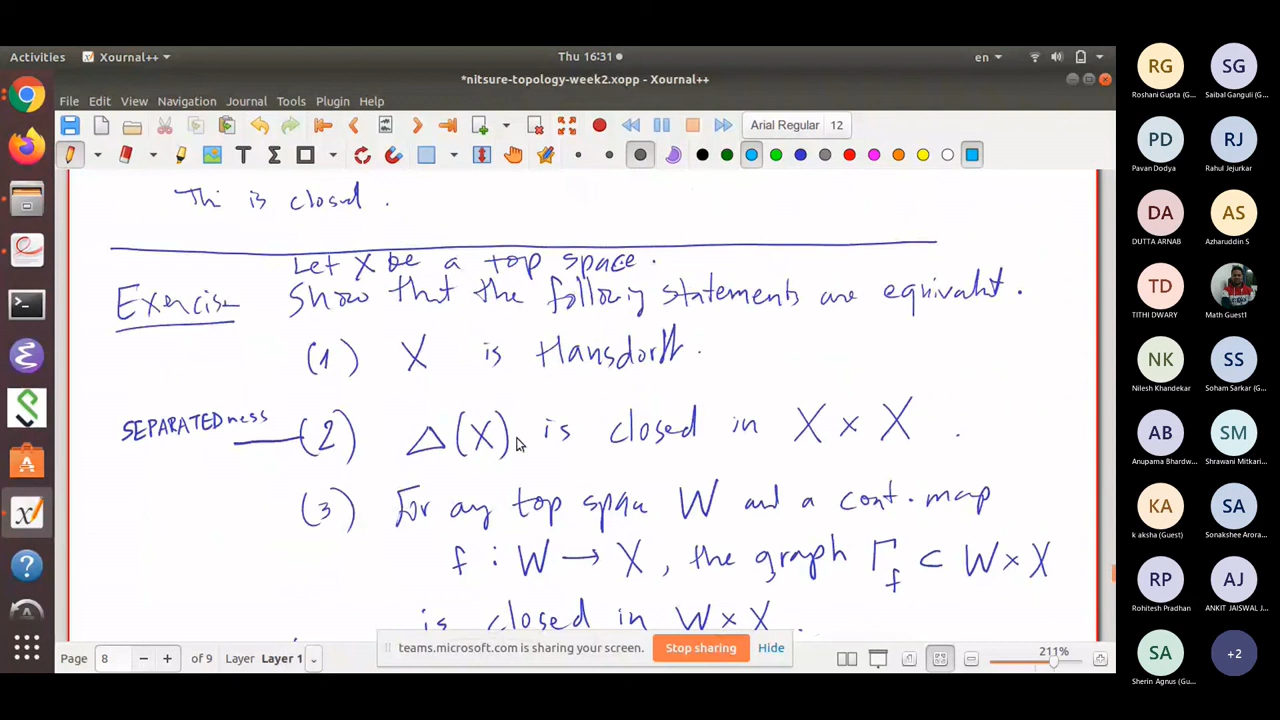 Activities Xournal++ Thu 16:31 en
*nitsure-topology-week2.xopp - Xournal++
File Edit View Navigation Journal Tools Plugin Help
Arial Regular 12
Thi is closed.
Let X be a top space.
Exercise Show that the following statements are equivalent.
(1) X is Hausdorff.
SEPARATEDness (2) Δ(X) is closed in X × X.
(3) For any top space W and a cont. map
f : W → X, the graph Γf ⊂ W × X
is closed in W × X.
teams.microsoft.com is sharing your screen. Stop sharing Hide
Page 8 of 9 Layer Layer 1 211%
RG SG
Roshani Gupta (G... Saibal Ganguli (G...
PD RJ
Pavan Dodya Rahul Jejurkar
DA AS
DUTTA ARNAB Azharuddin S
TD
TITHI DWARY Math Guest1
NK SS
Nilesh Khandekar Soham Sarkar (G...
AB SM
Anupama Bhardw... Shrawani Mitkari...
KA SA
k aksha (Guest) Sonakshee Arora...
RP AJ
Rohitesh Pradhan ANKIT JAISWAL J...
SA +2
Sherin Agnus (Gu...